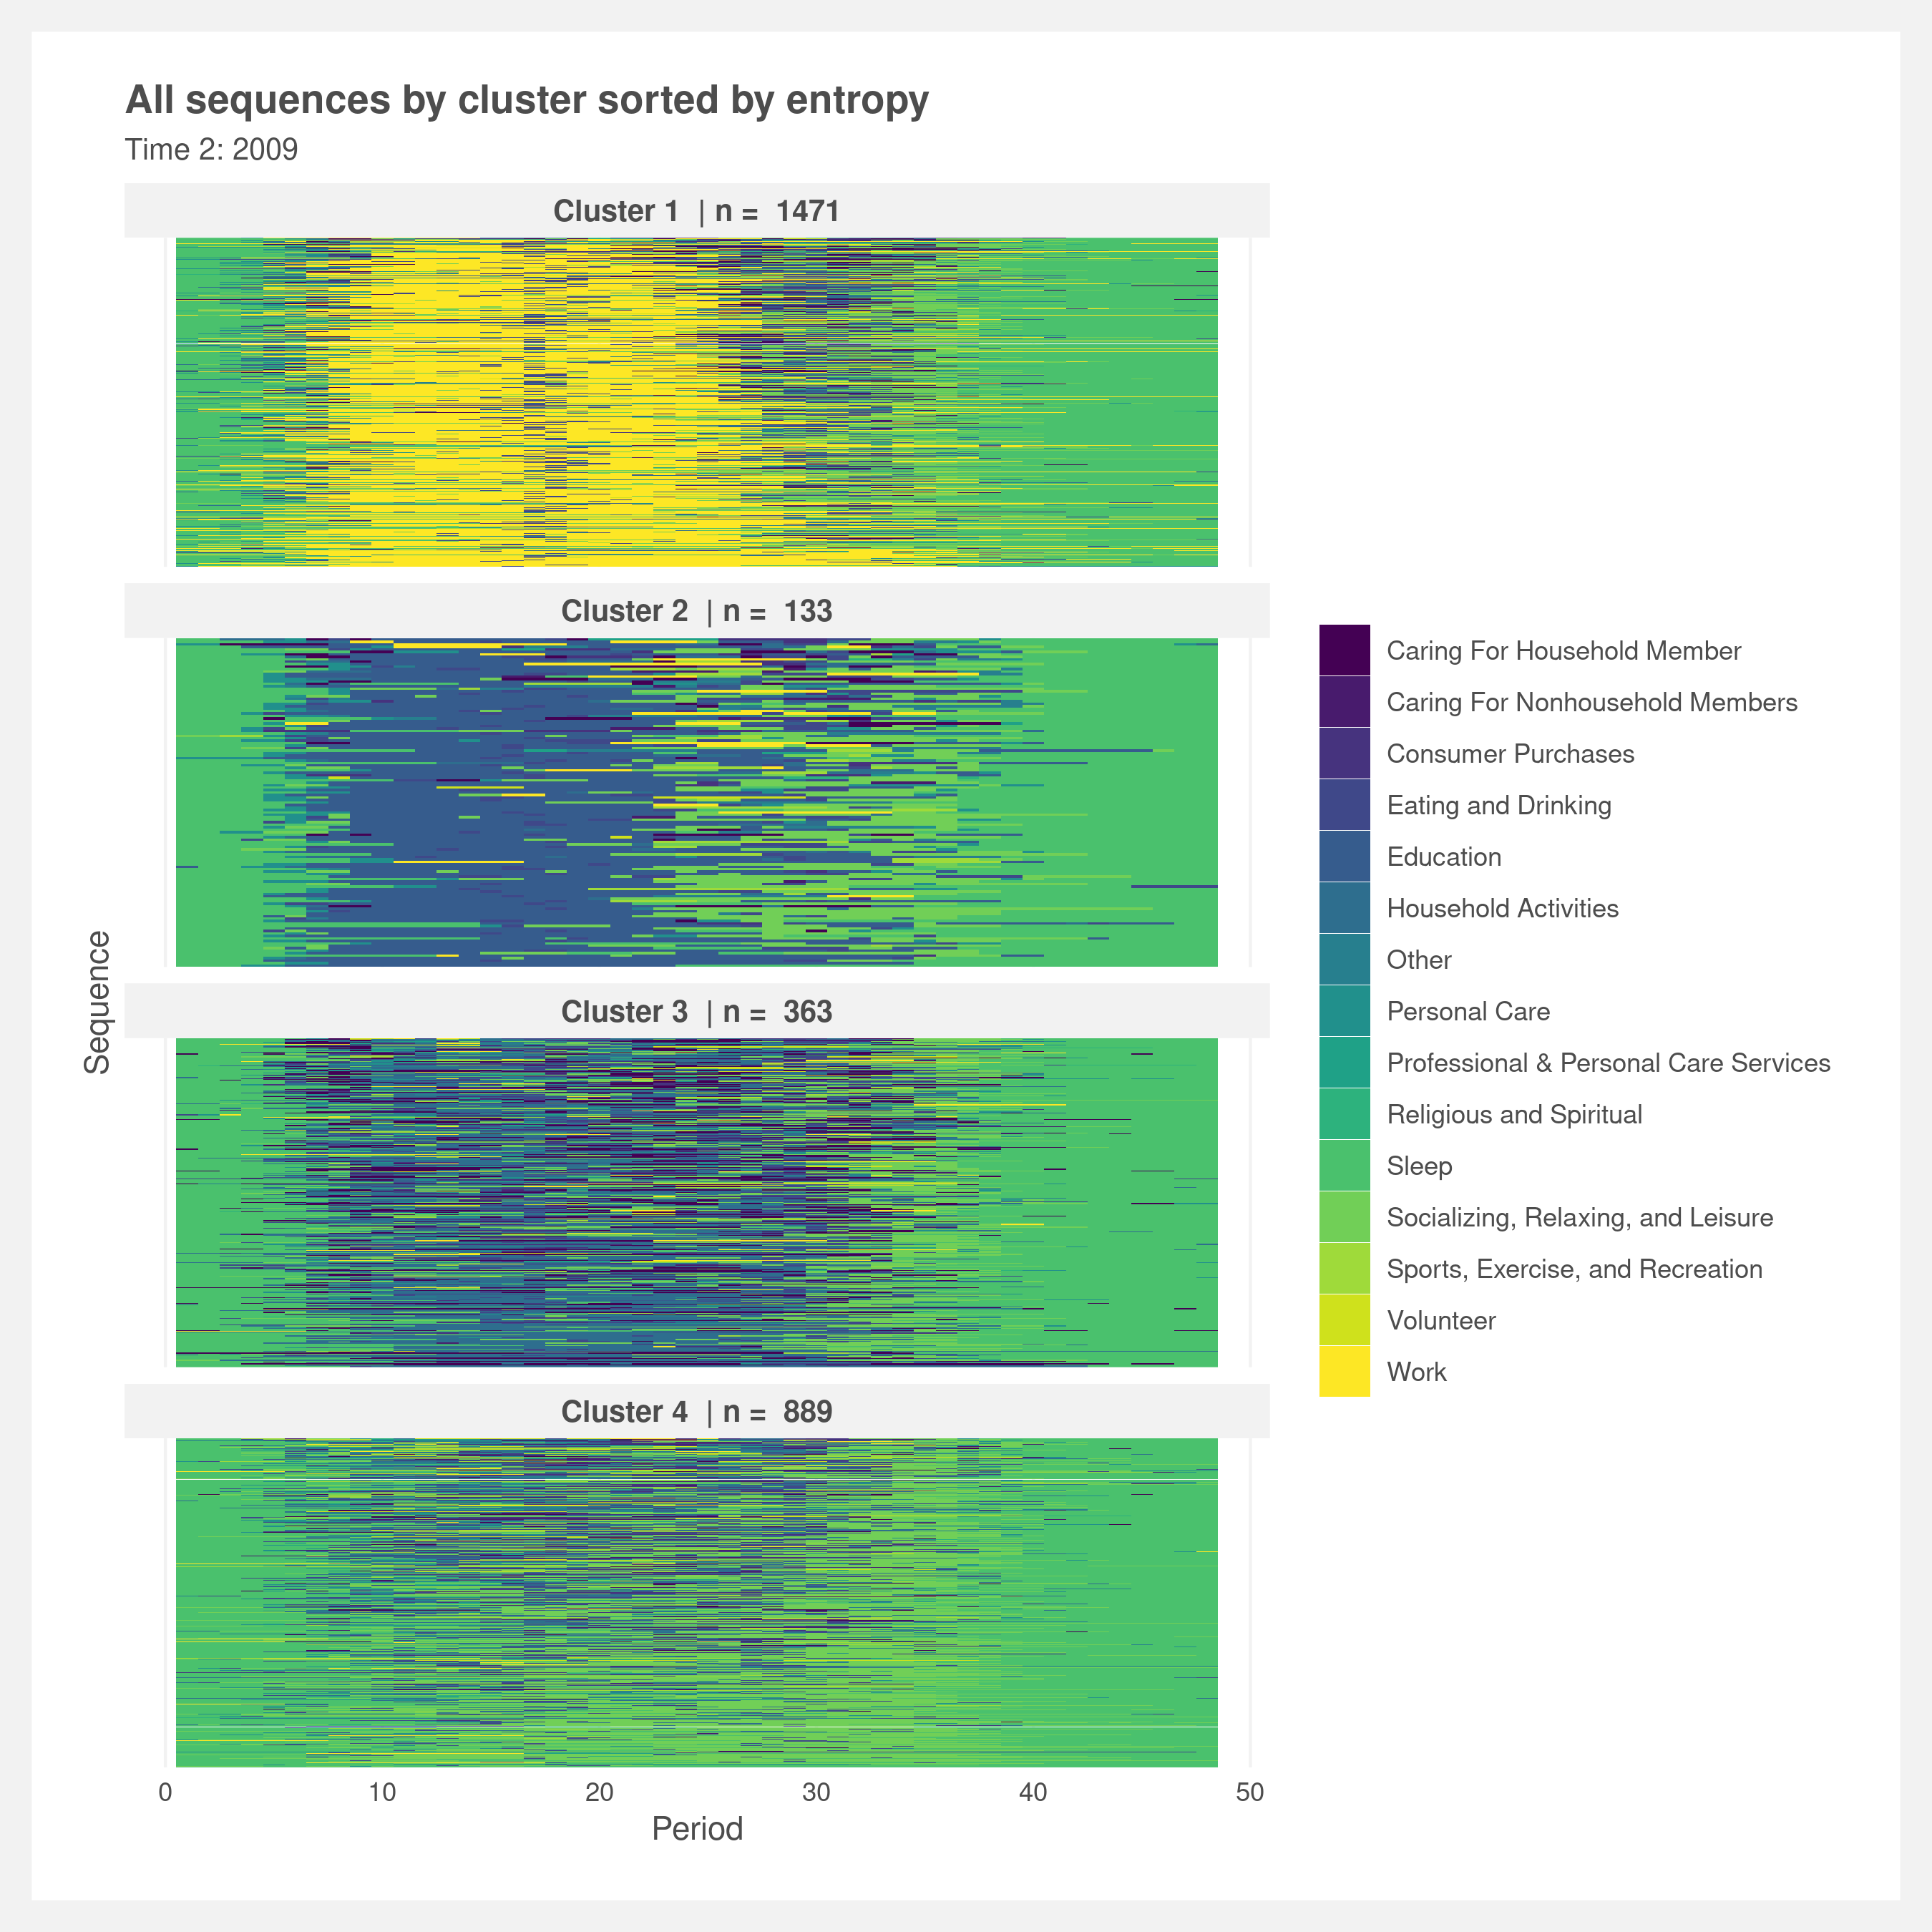 All sequences by cluster sorted by entropy
Time 2: 2009
Cluster 1 | n = 1471
Cluster 2 | n = 133
Cluster 3 | n = 363
Cluster 4 | n = 889
Sequence
0 10 20 30 40 50
Period
Caring For Household Member
Caring For Nonhousehold Members
Consumer Purchases
Eating and Drinking
Education
Household Activities
Other
Personal Care
Professional & Personal Care Services
Religious and Spiritual
Sleep
Socializing, Relaxing, and Leisure
Sports, Exercise, and Recreation
Volunteer
Work